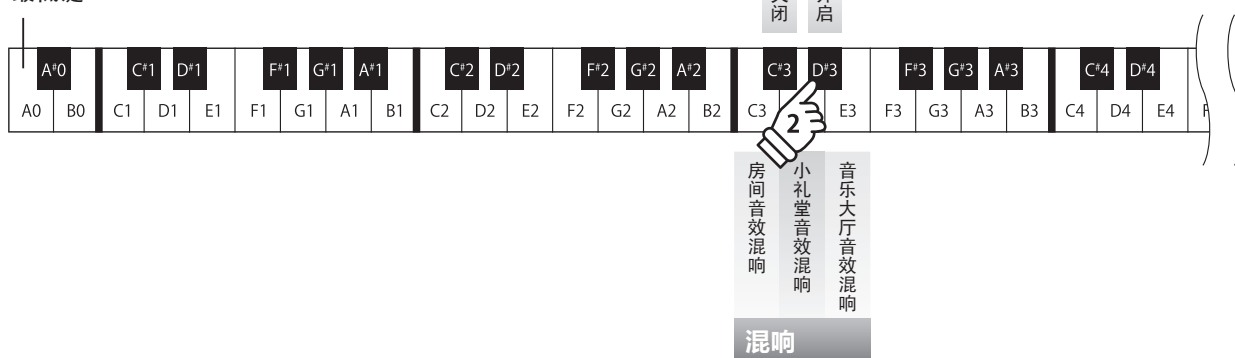 闭 启
A#0 C#1 D#1 F#1 G#1 A#1 C#2 D#2 F#2 G#2 A#2 C#3 D#3 F#3 G#3 A#3 C#4 D#4
A0 B0 C1 D1 E1 F1 G1 A1 B1 C2 D2 E2 F2 G2 A2 B2 C3 E3 F3 G3 A3 B3 C4 D4 E4
2
房间音效混响
小礼堂音效混响
音乐大厅音效混响
混响